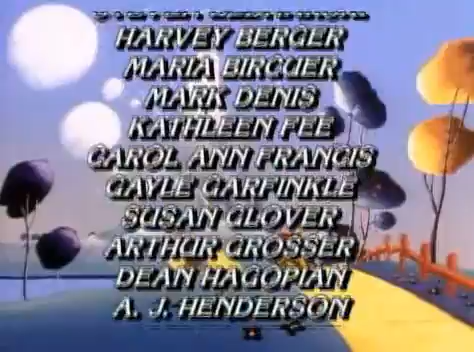 HARVEY BERGER
MARIA BIRCHER
MARK DENIS
KATHLEEN FEE
CAROL ANN FRANCIS
GAYLE GARFINKLE
SUSAN GLOVER
ARTHUR GROSSER
DEAN HAGOPIAN
A. J. HENDERSON